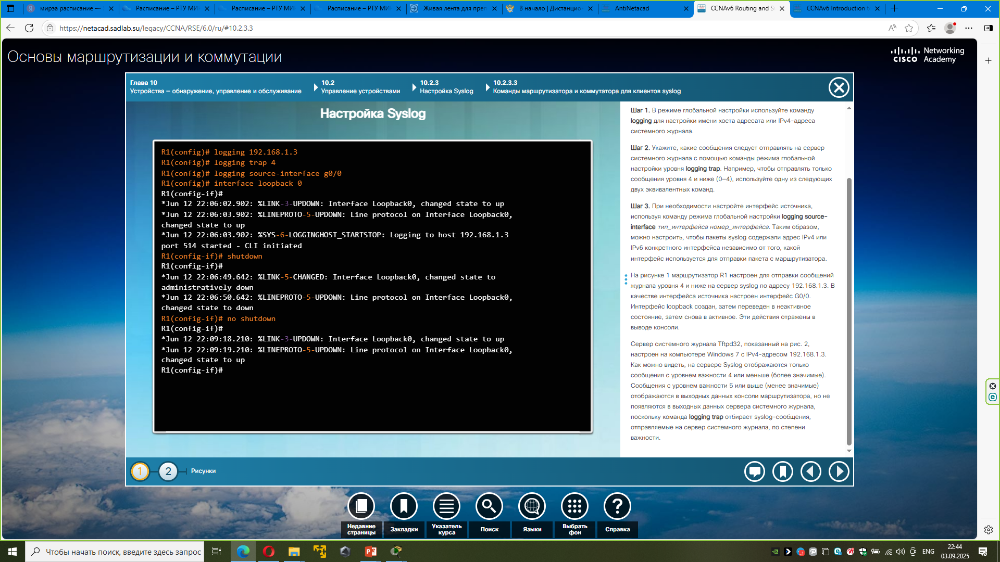 мирэа расписание —
Расписание – РТУ МИ
Расписание – РТУ МИ
Расписание – РТУ МИ
Живая лента для преп
В начало | Дистанцио
AntiNetacad
CCNAv6 Routing and S
CCNAv6 Introduction t
https://netacad.sadlab.su/legacy/CCNA/RSE/6.0/ru/#10.2.3.3
Основы маршрутизации и коммутации
CISCO Networking Academy
Глава 10
Устройства — обнаружение, управление и обслуживание
10.2
Управление устройствами
10.2.3
Настройка Syslog
10.2.3.3
Команды маршрутизатора и коммутатора для клиентов syslog
Настройка Syslog
R1(config)# logging 192.168.1.3
R1(config)# logging trap 4
R1(config)# logging source-interface g0/0
R1(config)# interface loopback 0
R1(config-if)#
*Jun 12 22:06:02.902: %LINK-3-UPDOWN: Interface Loopback0, changed state to up
*Jun 12 22:06:03.902: %LINEPROTO-5-UPDOWN: Line protocol on Interface Loopback0,
changed state to up
*Jun 12 22:06:03.902: %SYS-6-LOGGINGHOST_STARTSTOP: Logging to host 192.168.1.3
port 514 started - CLI initiated
R1(config-if)# shutdown
R1(config-if)#
*Jun 12 22:06:49.642: %LINK-5-CHANGED: Interface Loopback0, changed state to
administratively down
*Jun 12 22:06:50.642: %LINEPROTO-5-UPDOWN: Line protocol on Interface Loopback0,
changed state to down
R1(config-if)# no shutdown
R1(config-if)#
*Jun 12 22:09:18.210: %LINK-3-UPDOWN: Interface Loopback0, changed state to up
*Jun 12 22:09:19.210: %LINEPROTO-5-UPDOWN: Line protocol on Interface Loopback0,
changed state to up
R1(config-if)#
Шаг 1. В режиме глобальной настройки используйте команду
logging для настройки имени хоста адресата или IPv4-адреса
системного журнала.
Шаг 2. Укажите, какие сообщения следует отправлять на сервер
системного журнала с помощью команды режима глобальной
настройки уровня logging trap. Например, чтобы отправлять только
сообщения уровня 4 и ниже (0–4), используйте одну из следующих
двух эквивалентных команд.
Шаг 3. При необходимости настройте интерфейс источника,
используя команду режима глобальной настройки logging source-
interface тип_интерфейса номер_интерфейса. Таким образом,
можно настроить, чтобы пакеты syslog содержали адрес IPv4 или
IPv6 конкретного интерфейса независимо от того, какой
интерфейс используется для отправки пакета с маршрутизатора.
На рисунке 1 маршрутизатор R1 настроен для отправки сообщений
журнала уровня 4 и ниже на сервер syslog по адресу 192.168.1.3. В
качестве интерфейса источника настроен интерфейс G0/0.
Интерфейс loopback создан, затем переведен в неактивное
состояние, затем снова в активное. Эти действия отражены в
выводе консоли.
Сервер системного журнала Tftpd32, показанный на рис. 2,
настроен на компьютере Windows 7 с IPv4-адресом 192.168.1.3.
Как можно видеть, на сервере Syslog отображаются только
сообщения с уровнем важности 4 или меньше (более значимые).
Сообщения с уровнем важности 5 или выше (менее значимые)
отображаются в выходных данных консоли маршрутизатора, но не
появляются в выходных данных сервера системного журнала,
поскольку команда logging trap отбирает syslog-сообщения,
отправляемые на сервер системного журнала, по степени
важности.
1
2
Рисунки
Недавние страницы
Закладки
Указатель курса
Поиск
Языки
Выбрать фон
Справка
Чтобы начать поиск, введите здесь запрос
ENG
22:44
03.09.2025